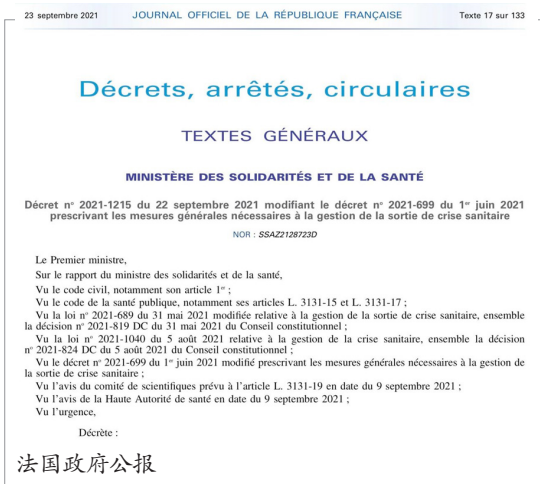 23 septembre 2021 JOURNAL OFFICIEL DE LA RÉPUBLIQUE FRANÇAISE Texte 17 sur 133
Décrets, arrêtés, circulaires
TEXTES GÉNÉRAUX
MINISTÈRE DES SOLIDARITÉS ET DE LA SANTÉ
Décret nº 2021-1215 du 22 septembre 2021 modifiant le décret nº 2021-699 du 1er juin 2021
prescrivant les mesures générales nécessaires à la gestion de la sortie de crise sanitaire
NOR : SSAZ2128723D
Le Premier ministre,
Sur le rapport du ministre des solidarités et de la santé,
Vu le code civil, notamment son article 1er ;
Vu le code de la santé publique, notamment ses articles L. 3131-15 et L. 3131-17 ;
Vu la loi nº 2021-689 du 31 mai 2021 modifiée relative à la gestion de la sortie de crise sanitaire, ensemble
la décision nº 2021-819 DC du 31 mai 2021 du Conseil constitutionnel ;
Vu la loi nº 2021-1040 du 5 août 2021 relative à la gestion de la crise sanitaire, ensemble la décision
nº 2021-824 DC du 5 août 2021 du Conseil constitutionnel ;
Vu le décret nº 2021-699 du 1er juin 2021 modifié prescrivant les mesures générales nécessaires à la gestion de
la sortie de crise sanitaire ;
Vu l'avis du comité de scientifiques prévu à l'article L. 3131-19 en date du 9 septembre 2021 ;
Vu l'avis de la Haute Autorité de santé en date du 9 septembre 2021 ;
Vu l'urgence,
Décrète :
法国政府公报